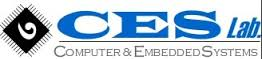 CES Lab.
COMPUTER & EMBEDDED SYSTEMS